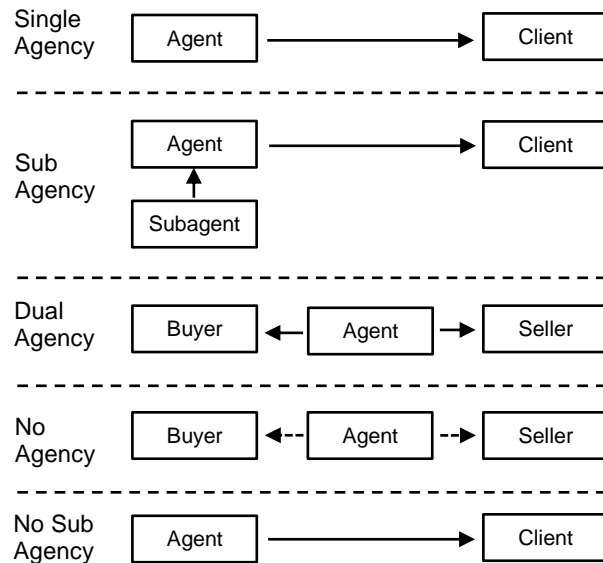 Single
Agency
Agent
Client
Sub
Agency
Agent
Client
Subagent
Dual
Agency
Buyer
Agent
Seller
No
Agency
Buyer
Agent
Seller
No Sub
Agency
Agent
Client